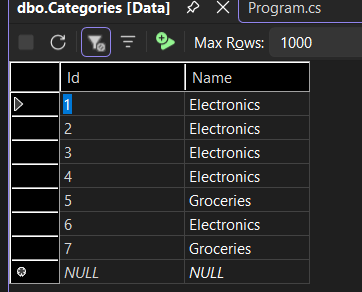 dbo.Categories [Data] Program.cs
Max Rows: 1000
Id Name
1 Electronics
2 Electronics
3 Electronics
4 Electronics
5 Groceries
6 Electronics
7 Groceries
NULL NULL